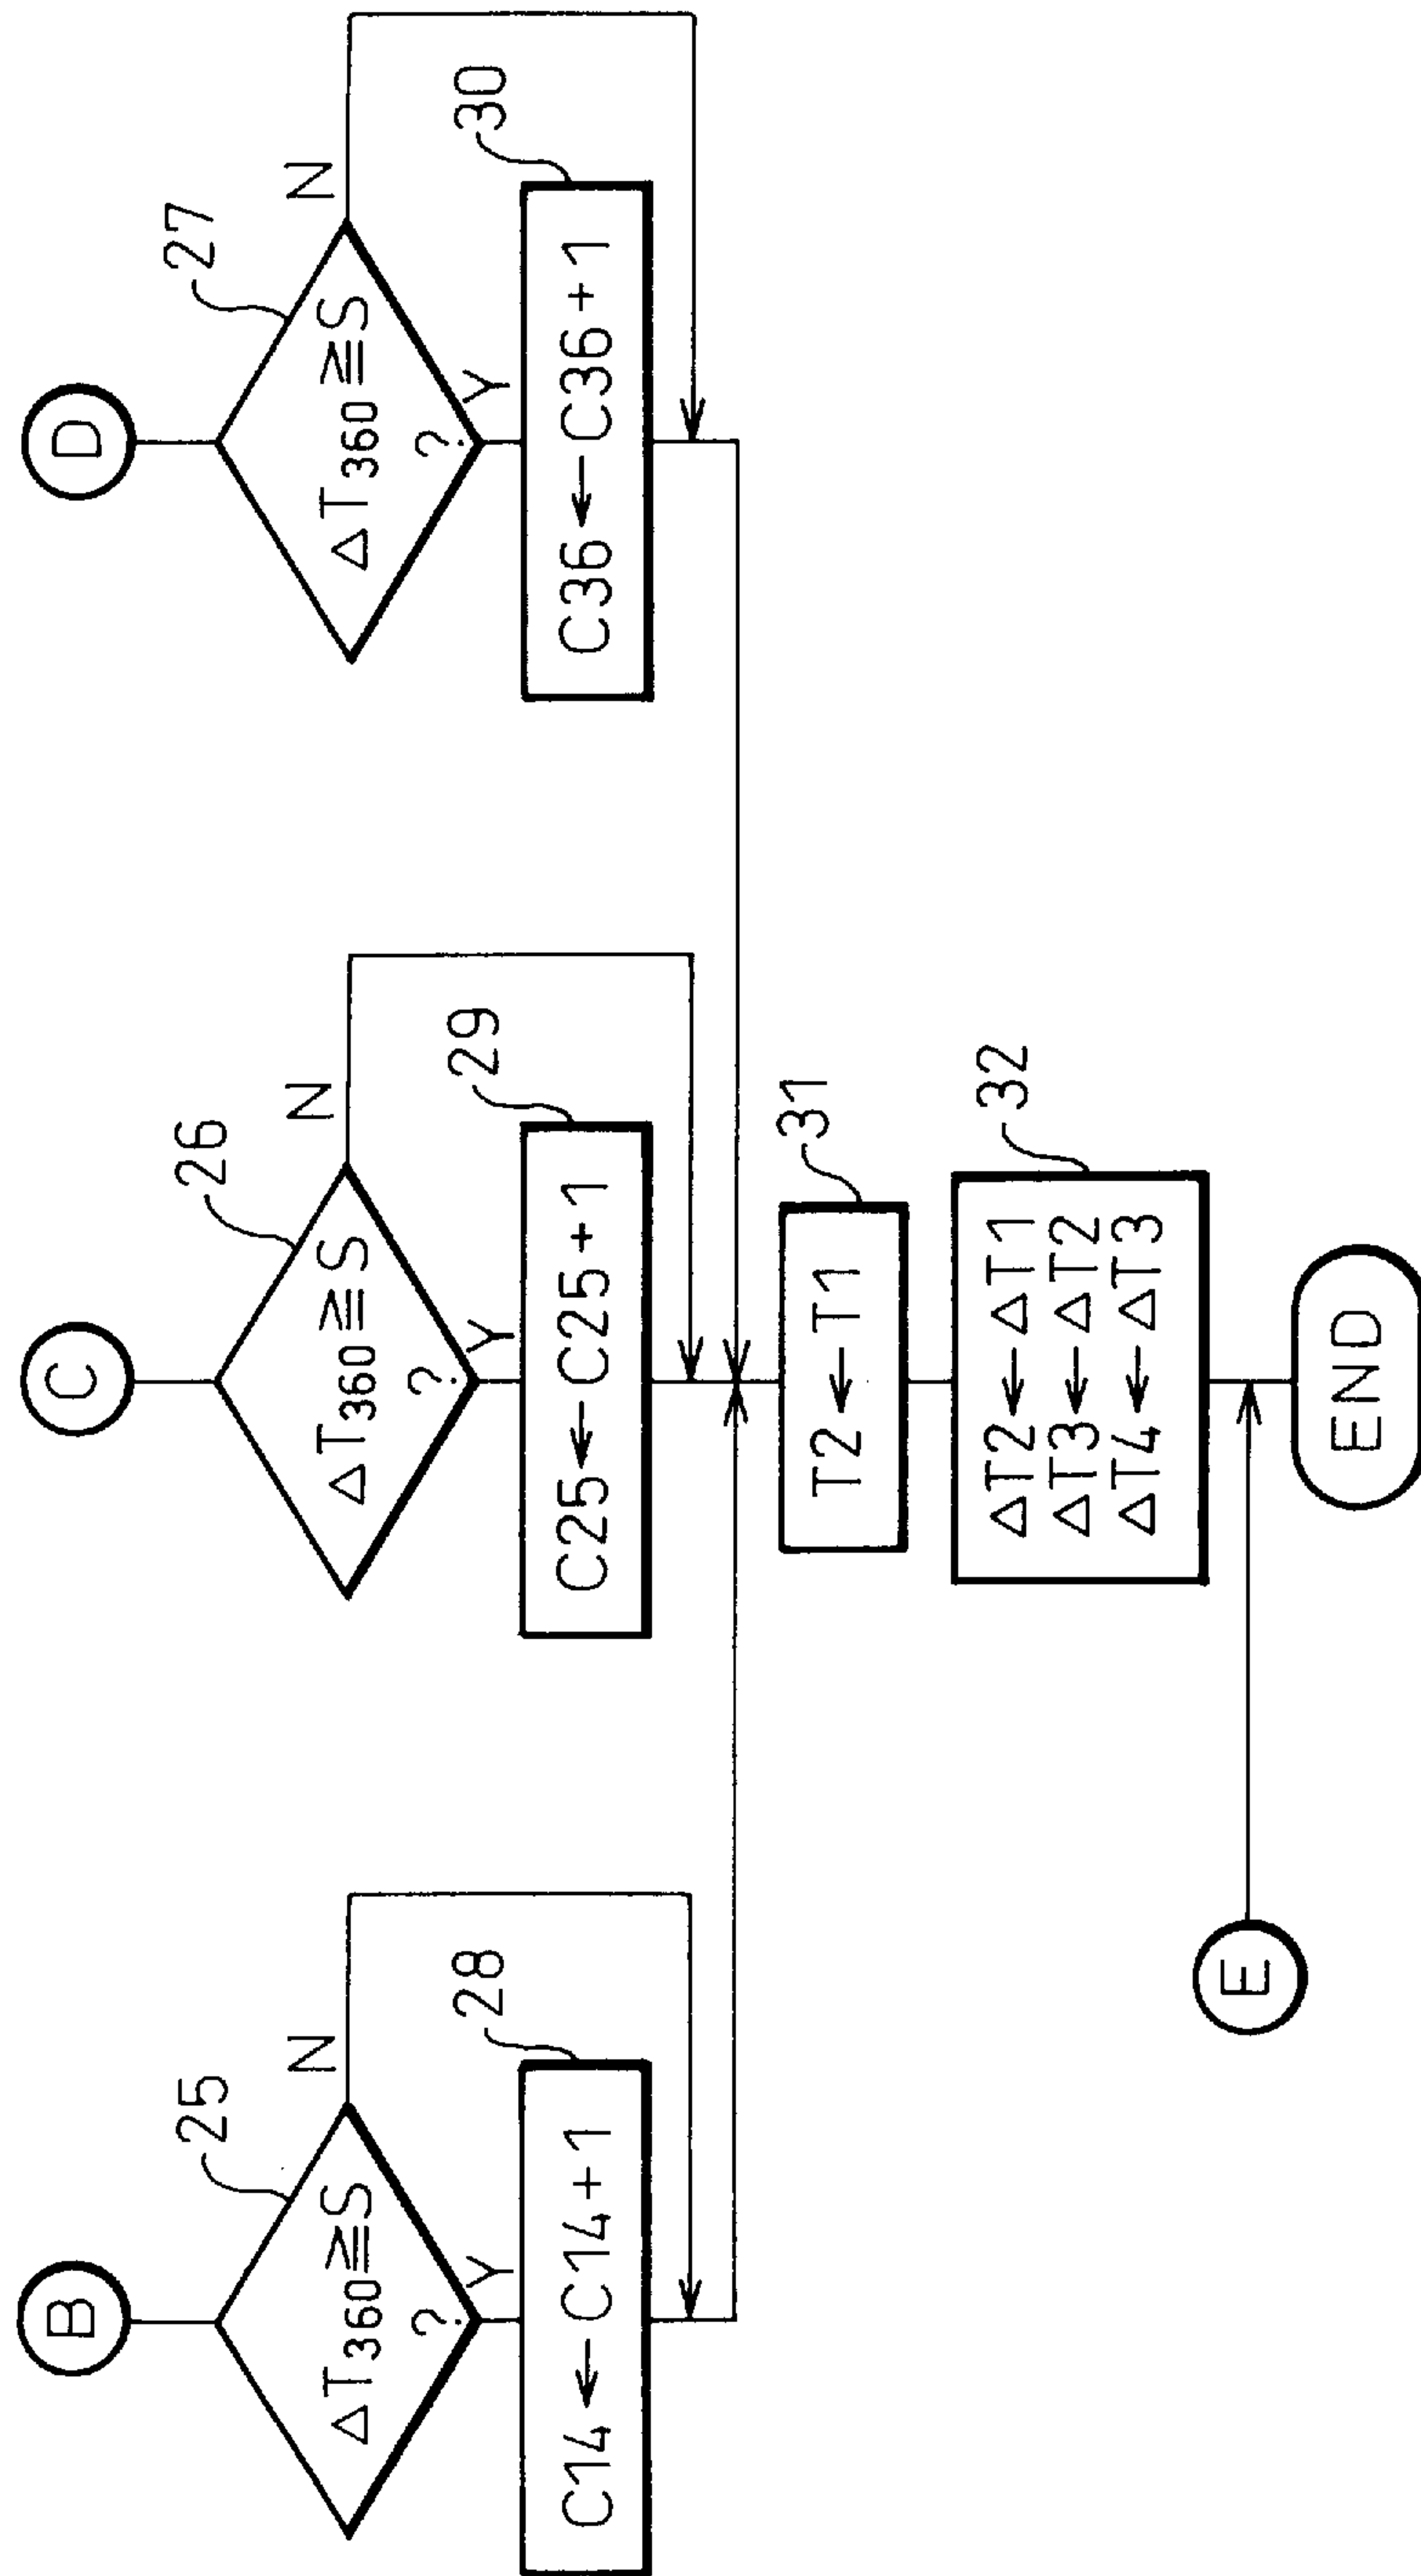 B
C
D
25
ΔT360≧S
?
N
Y
26
ΔT360≧S
?
N
Y
27
ΔT360≧S
?
N
Y
28
C14←C14+1
29
C25←C25+1
30
C36←C36+1
31
T2←T1
32
ΔT2←ΔT1
ΔT3←ΔT2
ΔT4←ΔT3
E
END